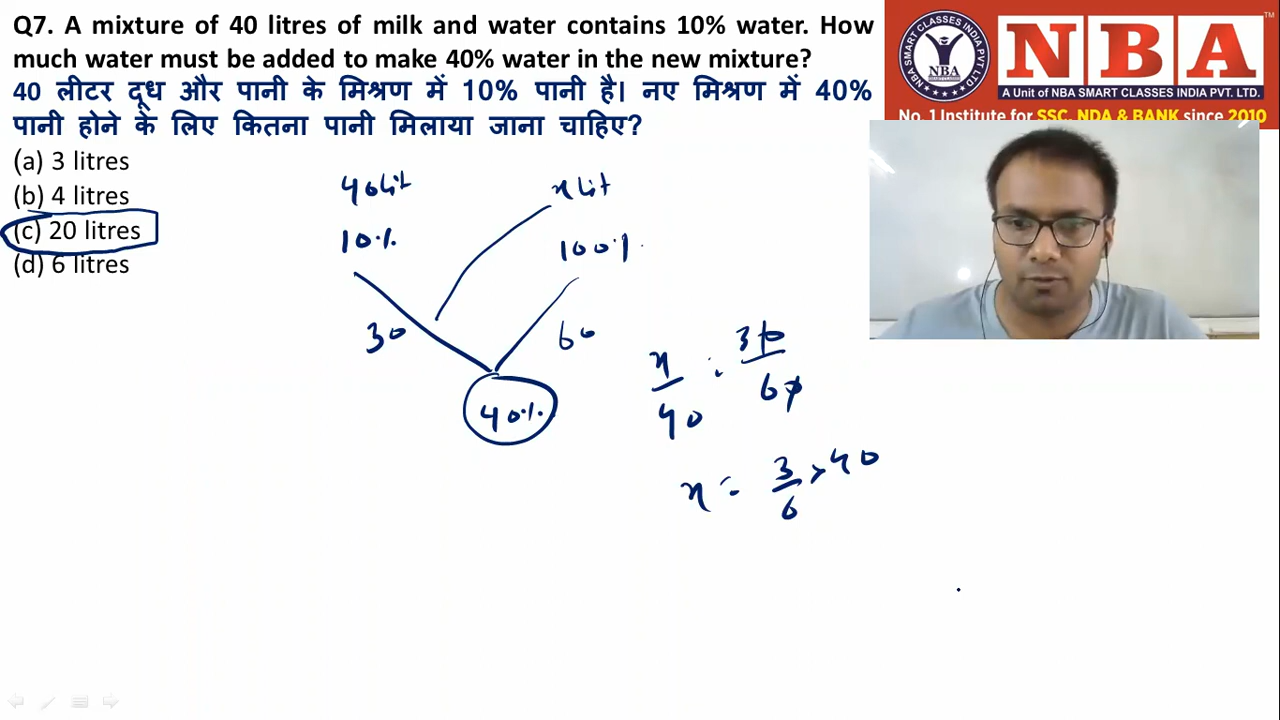 Q7. A mixture of 40 litres of milk and water contains 10% water. How
much water must be added to make 40% water in the new mixture?
40 लीटर दूध और पानी के मिश्रण में 10% पानी है। नए मिश्रण में 40%
पानी होने के लिए कितना पानी मिलाया जाना चाहिए?
(a) 3 litres
(b) 4 litres
(c) 20 litres
(d) 6 litres
NBA SMART CLASSES INDIA PVT. LTD.
NBA
NBA
TM
A Unit of NBA SMART CLASSES INDIA PVT. LTD.
No. 1 Institute for SSC, NDA & BANK since 2010
40 lit x lit
10% 100%
30 60
40%
x/40 = 30/60
x = 3/6 × 40